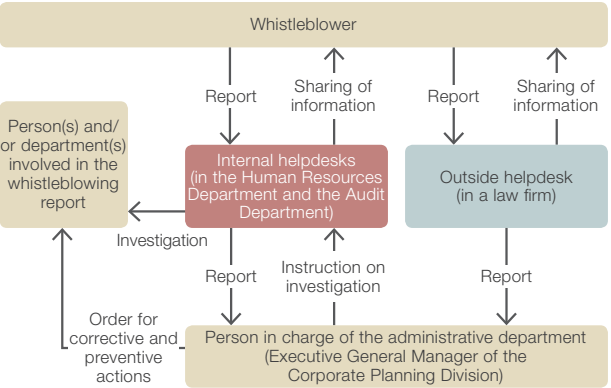 Whistleblower
Report
Sharing of
information
Report
Sharing of
information
Person(s) and/
or department(s)
involved in the
whistleblowing
report
Internal helpdesks
(in the Human Resources
Department and the Audit
Department)
Outside helpdesk
(in a law firm)
Investigation
Report
Instruction on
investigation
Report
Order for
corrective and
preventive
actions
Person in charge of the administrative department
(Executive General Manager of the
Corporate Planning Division)